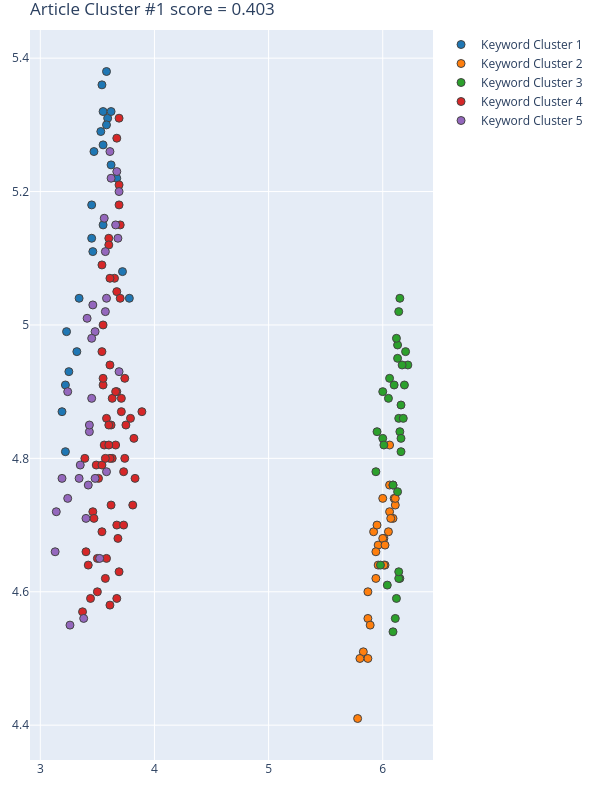 Article Cluster #1 score = 0.403
Keyword Cluster 1
Keyword Cluster 2
Keyword Cluster 3
Keyword Cluster 4
Keyword Cluster 5
5.4
5.2
5
4.8
4.6
4.4
3 4 5 6